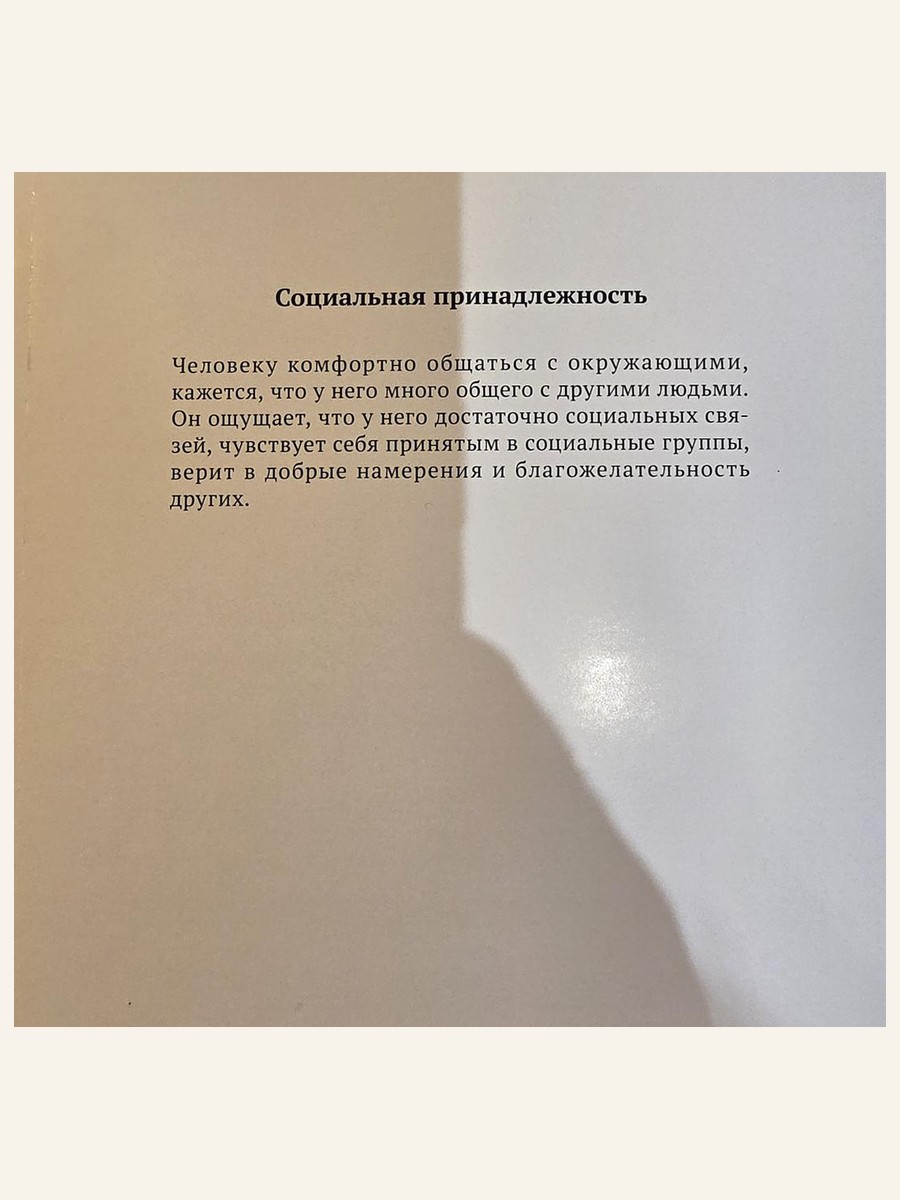 Социальная принадлежность
Человеку комфортно общаться с окружающими,
кажется, что у него много общего с другими людьми.
Он ощущает, что у него достаточно социальных свя-
зей, чувствует себя принятым в социальные группы,
верит в добрые намерения и благожелательность
других.